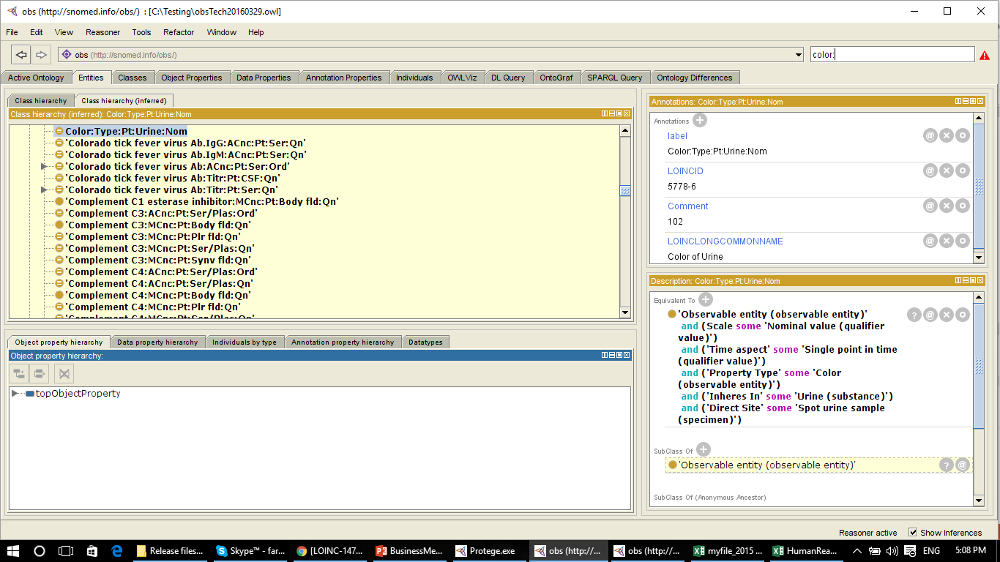 obs (http://snomed.info/obs/)  : [C:\Testing\obsTech20160329.owl]
File Edit View Reasoner Tools Refactor Window Help
obs (http://snomed.info/obs/)
color:
Active Ontology Entities Classes Object Properties Data Properties Annotation Properties Individuals OWLViz DL Query OntoGraf SPARQL Query Ontology Differences
Class hierarchy Class hierarchy (inferred)
Class hierarchy (inferred): Color:Type:Pt:Urine:Nom
Color:Type:Pt:Urine:Nom
'Colorado tick fever virus Ab.IgG:ACnc:Pt:Ser:Qn'
'Colorado tick fever virus Ab.IgM:ACnc:Pt:Ser:Qn'
'Colorado tick fever virus Ab:ACnc:Pt:Ser:Ord'
'Colorado tick fever virus Ab:Titr:Pt:CSF:Qn'
'Colorado tick fever virus Ab:Titr:Pt:Ser:Qn'
'Complement C1 esterase inhibitor:MCnc:Pt:Body fld:Qn'
'Complement C3:ACnc:Pt:Ser/Plas:Ord'
'Complement C3:MCnc:Pt:Body fld:Qn'
'Complement C3:MCnc:Pt:Plr fld:Qn'
'Complement C3:MCnc:Pt:Ser/Plas:Qn'
'Complement C3:MCnc:Pt:Synv fld:Qn'
'Complement C4:ACnc:Pt:Ser/Plas:Ord'
'Complement C4:ACnc:Pt:Ser/Plas:Qn'
'Complement C4:MCnc:Pt:Body fld:Qn'
'Complement C4:MCnc:Pt:Plr fld:Qn'
'Complement C4:MCnc:Pt:Ser/Plas:Qn'
Object property hierarchy Data property hierarchy Individuals by type Annotation property hierarchy Datatypes
Object property hierarchy:
topObjectProperty
Annotations: Color:Type:Pt:Urine:Nom
Annotations
label
Color:Type:Pt:Urine:Nom
LOINCID
5778-6
Comment
102
LOINCLONGCOMMONNAME
Color of Urine
Description: Color:Type:Pt:Urine:Nom
Equivalent To
'Observable entity (observable entity)'
and (Scale some 'Nominal value (qualifier
value)')
and ('Time aspect' some 'Single point in time
(qualifier value)')
and ('Property Type' some 'Color
(observable entity)')
and ('Inheres In' some 'Urine (substance)')
and ('Direct Site' some 'Spot urine sample
(specimen)')
SubClass Of
'Observable entity (observable entity)'
SubClass Of (Anonymous Ancestor)
Reasoner active Show Inferences
Release files... Skype™ - far... [LOINC-147... BusinessMe... Protege.exe obs (http://... obs (http://... myfile_2015 ... HumanRea... ENG 5:08 PM